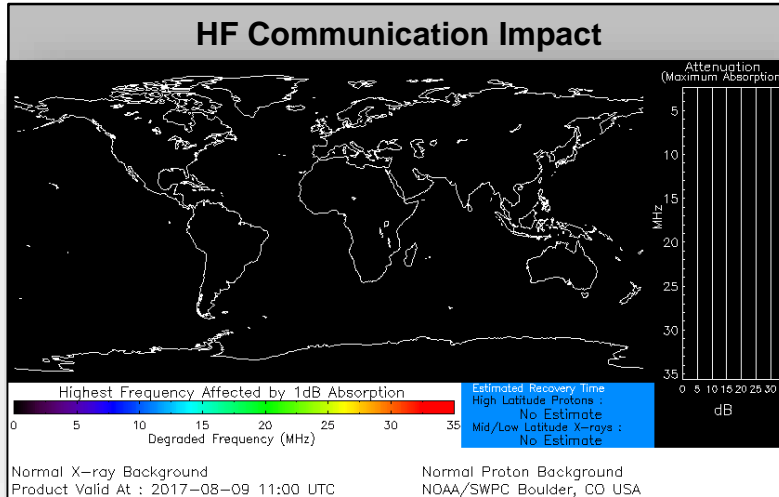 HF Communication Impact
Attenuation
(Maximum Absorption
5
10
15
20
25
30
35
MHz
0 5 10 15 20 25 30
dB
Highest Frequency Affected by 1dB Absorption
0 5 10 15 20 25 30 35
Degraded Frequency (MHz)
Estimated Recovery Time
High Latitude Protons :
No Estimate
Mid/Low Latitude X-rays :
No Estimate
Normal X-ray Background
Product Valid At : 2017-08-09 11:00 UTC
Normal Proton Background
NOAA/SWPC Boulder, CO USA